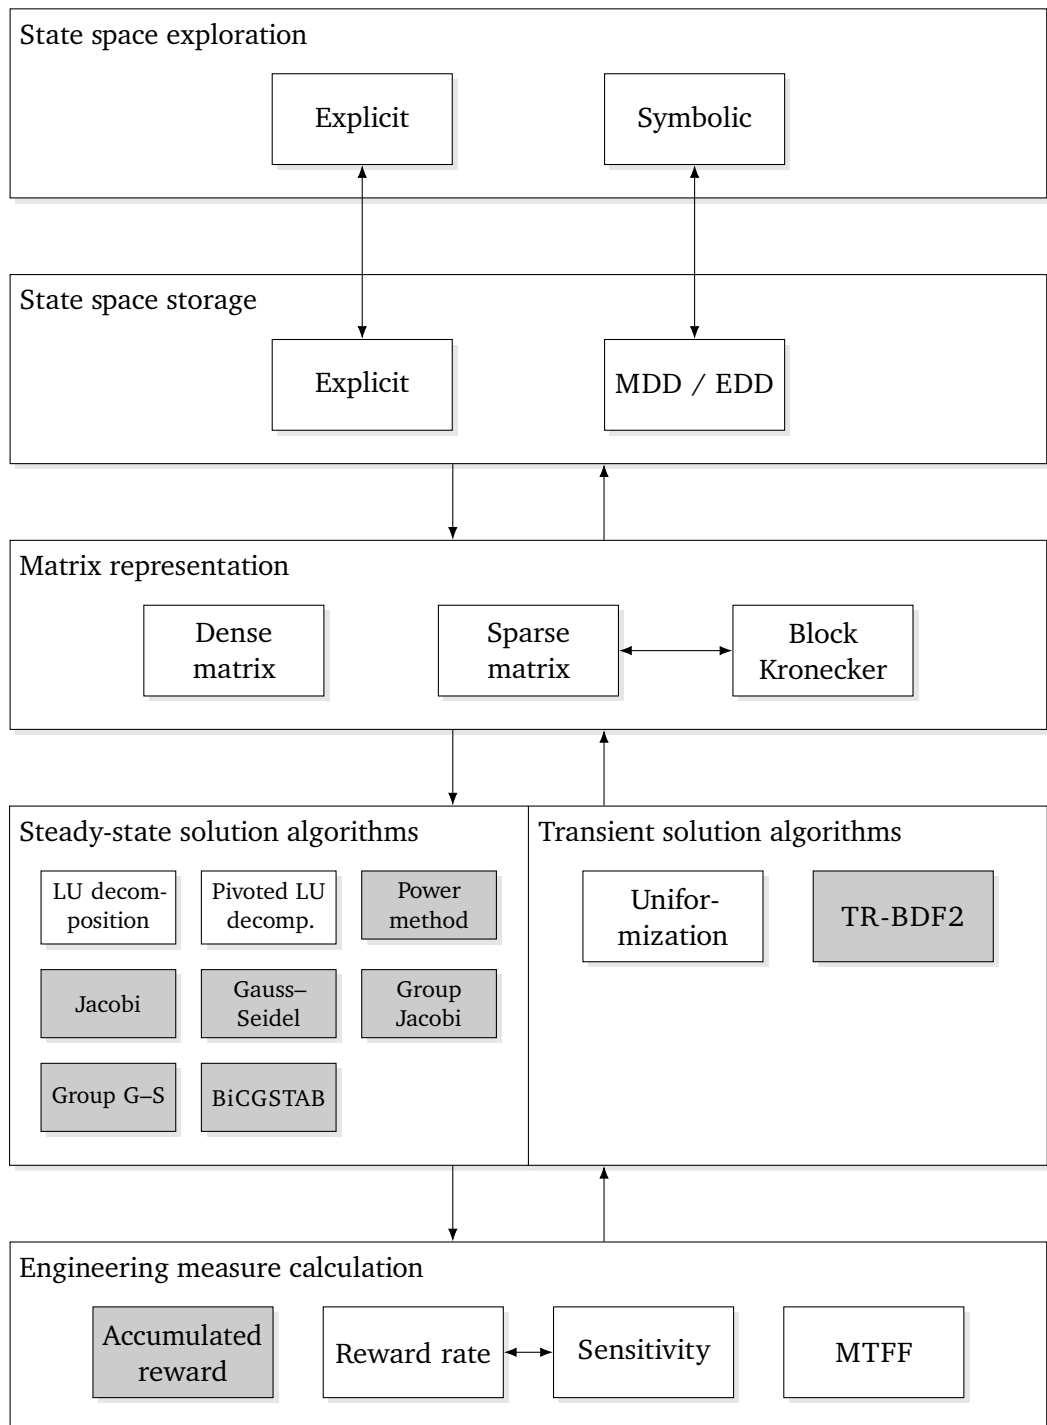 State space exploration
Explicit
Symbolic
State space storage
Explicit
MDD / EDD
Matrix representation
Dense
matrix
Sparse
matrix
Block
Kronecker
Steady-state solution algorithms
LU decom-
position
Pivoted LU
decomp.
Power
method
Jacobi
Gauss–
Seidel
Group
Jacobi
Group G–S
BiCGSTAB
Transient solution algorithms
Unifor-
mization
TR-BDF2
Engineering measure calculation
Accumulated
reward
Reward rate
Sensitivity
MTFF